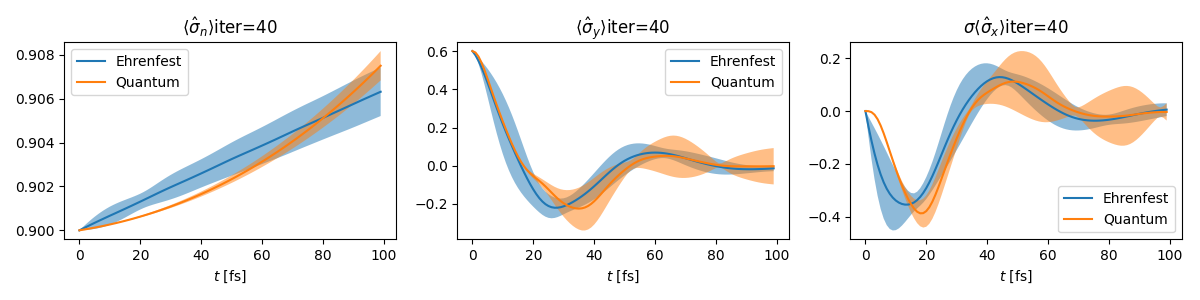 ⟨σ̂ₙ⟩iter=40
0.908
0.906
0.904
0.902
0.900
Ehrenfest
Quantum
0 20 40 60 80 100
t [fs]
⟨σ̂ᵧ⟩iter=40
0.6
0.4
0.2
0.0
−0.2
Ehrenfest
Quantum
0 20 40 60 80 100
t [fs]
σ⟨σ̂ₓ⟩iter=40
0.2
0.0
−0.2
−0.4
Ehrenfest
Quantum
0 20 40 60 80 100
t [fs]